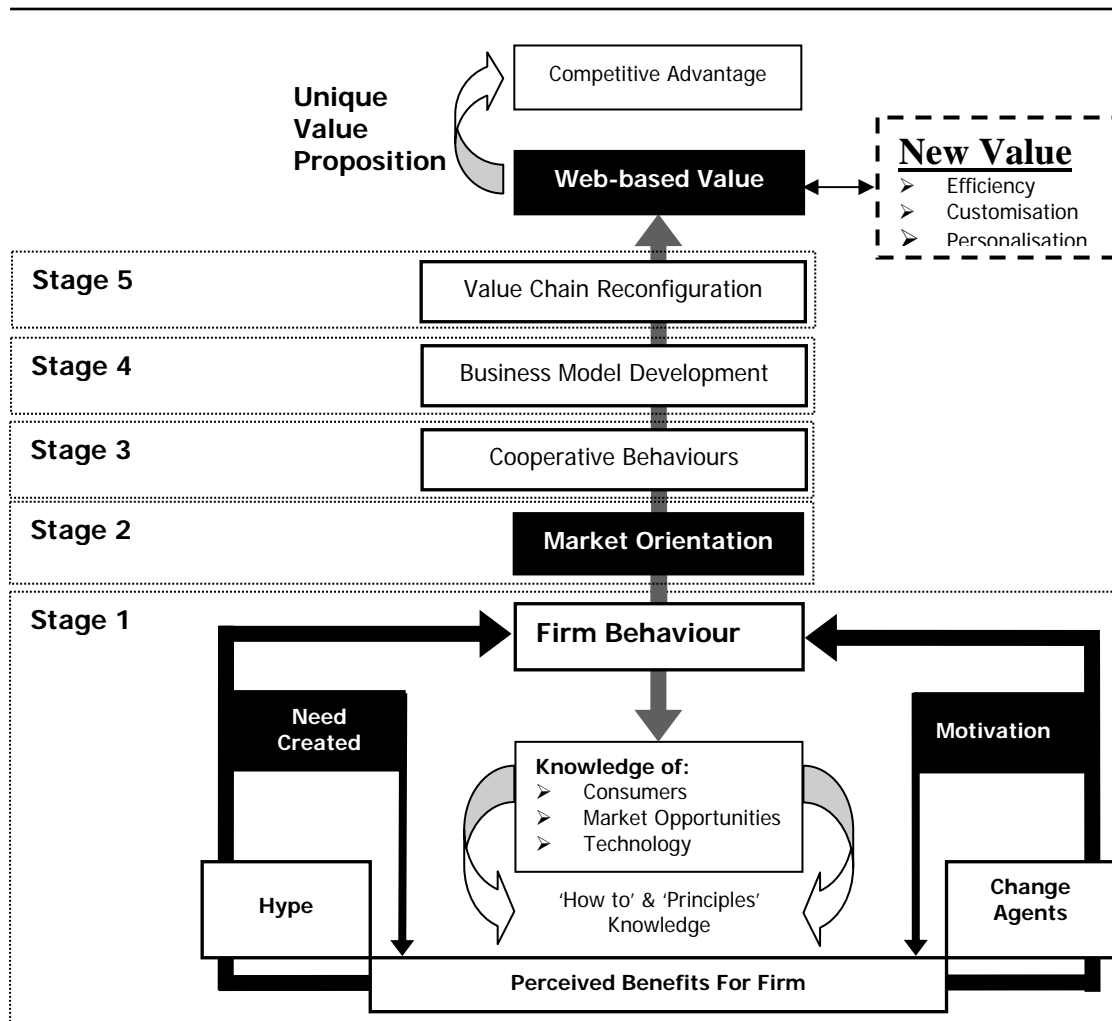 Competitive Advantage
Unique
Value
Proposition
Web-based Value
New Value
➢ Efficiency
➢ Customisation
➢ Personalisation
Stage 5
Value Chain Reconfiguration
Stage 4
Business Model Development
Stage 3
Cooperative Behaviours
Stage 2
Market Orientation
Stage 1
Firm Behaviour
Need
Created
Motivation
Knowledge of:
➢ Consumers
➢ Market Opportunities
➢ Technology
Hype
‘How to’ & ‘Principles’
Knowledge
Change
Agents
Perceived Benefits For Firm